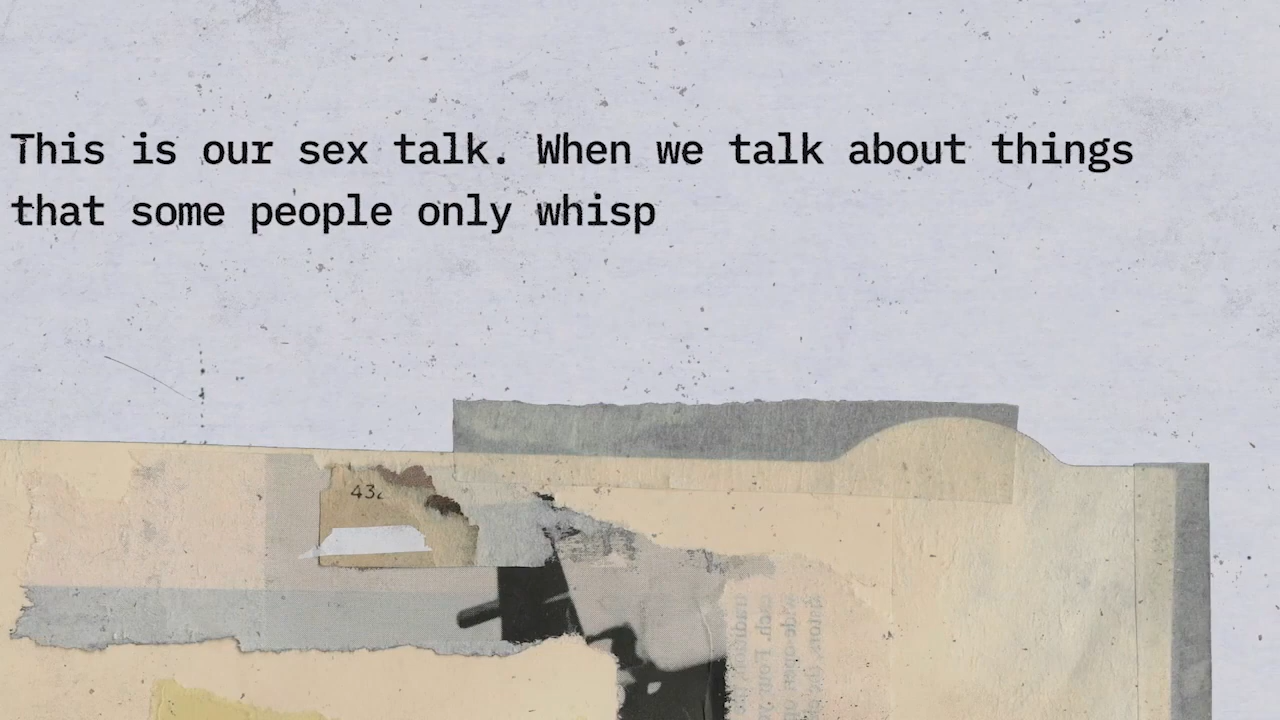 This is our sex talk. When we talk about things
that some people only whisp